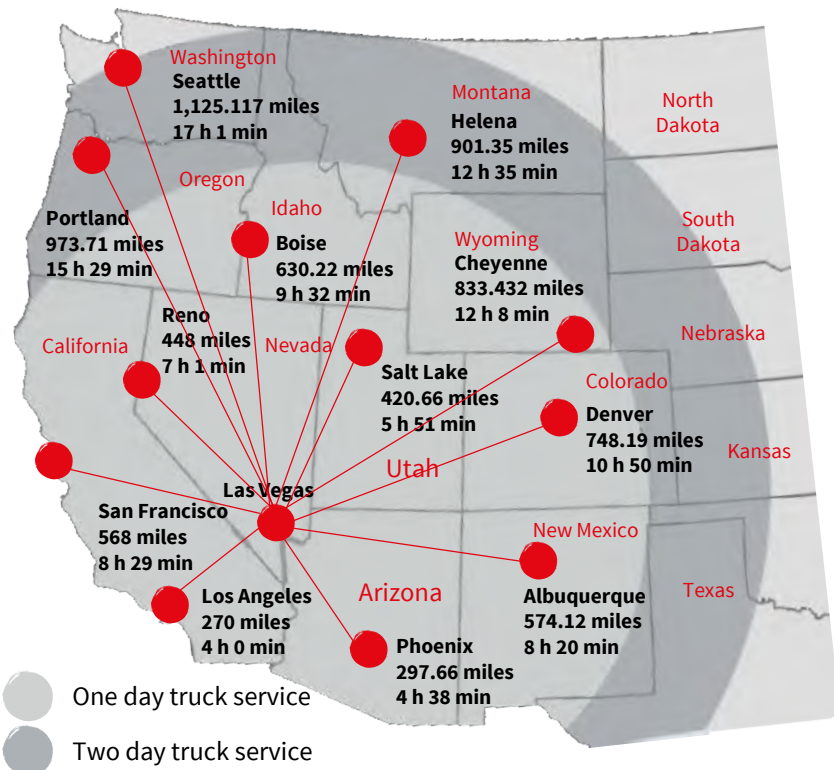 Washington
Seattle
1,125.117 miles
17 h 1 min
Montana
Helena
901.35 miles
12 h 35 min
North
Dakota
Oregon
Portland
973.71 miles
15 h 29 min
Idaho
Boise
630.22 miles
9 h 32 min
Wyoming
Cheyenne
833.432 miles
12 h 8 min
South
Dakota
California
Reno
448 miles
7 h 1 min
Nevada
Salt Lake
420.66 miles
5 h 51 min
Utah
Colorado
Denver
748.19 miles
10 h 50 min
Nebraska
Kansas
Las Vegas
San Francisco
568 miles
8 h 29 min
Los Angeles
270 miles
4 h 0 min
Arizona
Phoenix
297.66 miles
4 h 38 min
New Mexico
Albuquerque
574.12 miles
8 h 20 min
Texas
One day truck service
Two day truck service